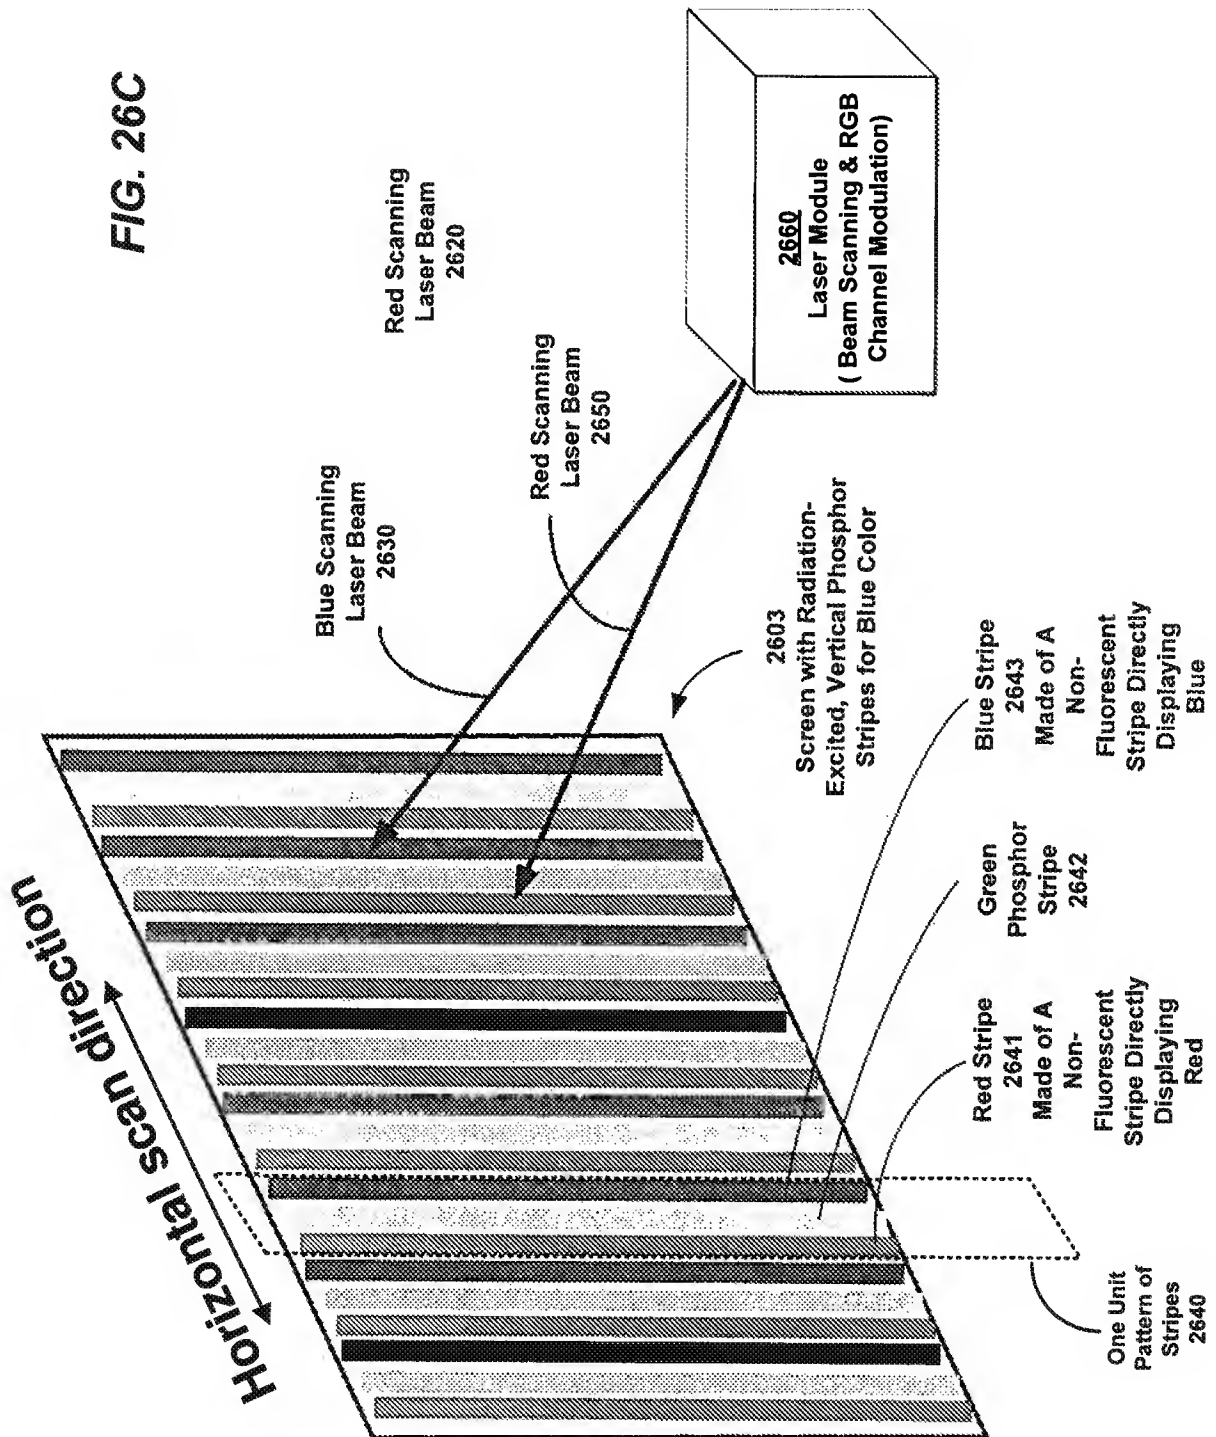 FIG. 26C
Horizontal scan direction
Red Scanning
Laser Beam
2620
Blue Scanning
Laser Beam
2630
Red Scanning
Laser Beam
2650
2660
Laser Module
( Beam Scanning & RGB
Channel Modulation)
2603
Screen with Radiation-
Excited, Vertical Phosphor
Stripes for Blue Color
One Unit
Pattern of
Stripes
2640
Red Stripe
2641
Made of A
Non-
Fluorescent
Stripe Directly
Displaying
Red
Green
Phosphor
Stripe
2642
Blue Stripe
2643
Made of A
Non-
Fluorescent
Stripe Directly
Displaying
Blue